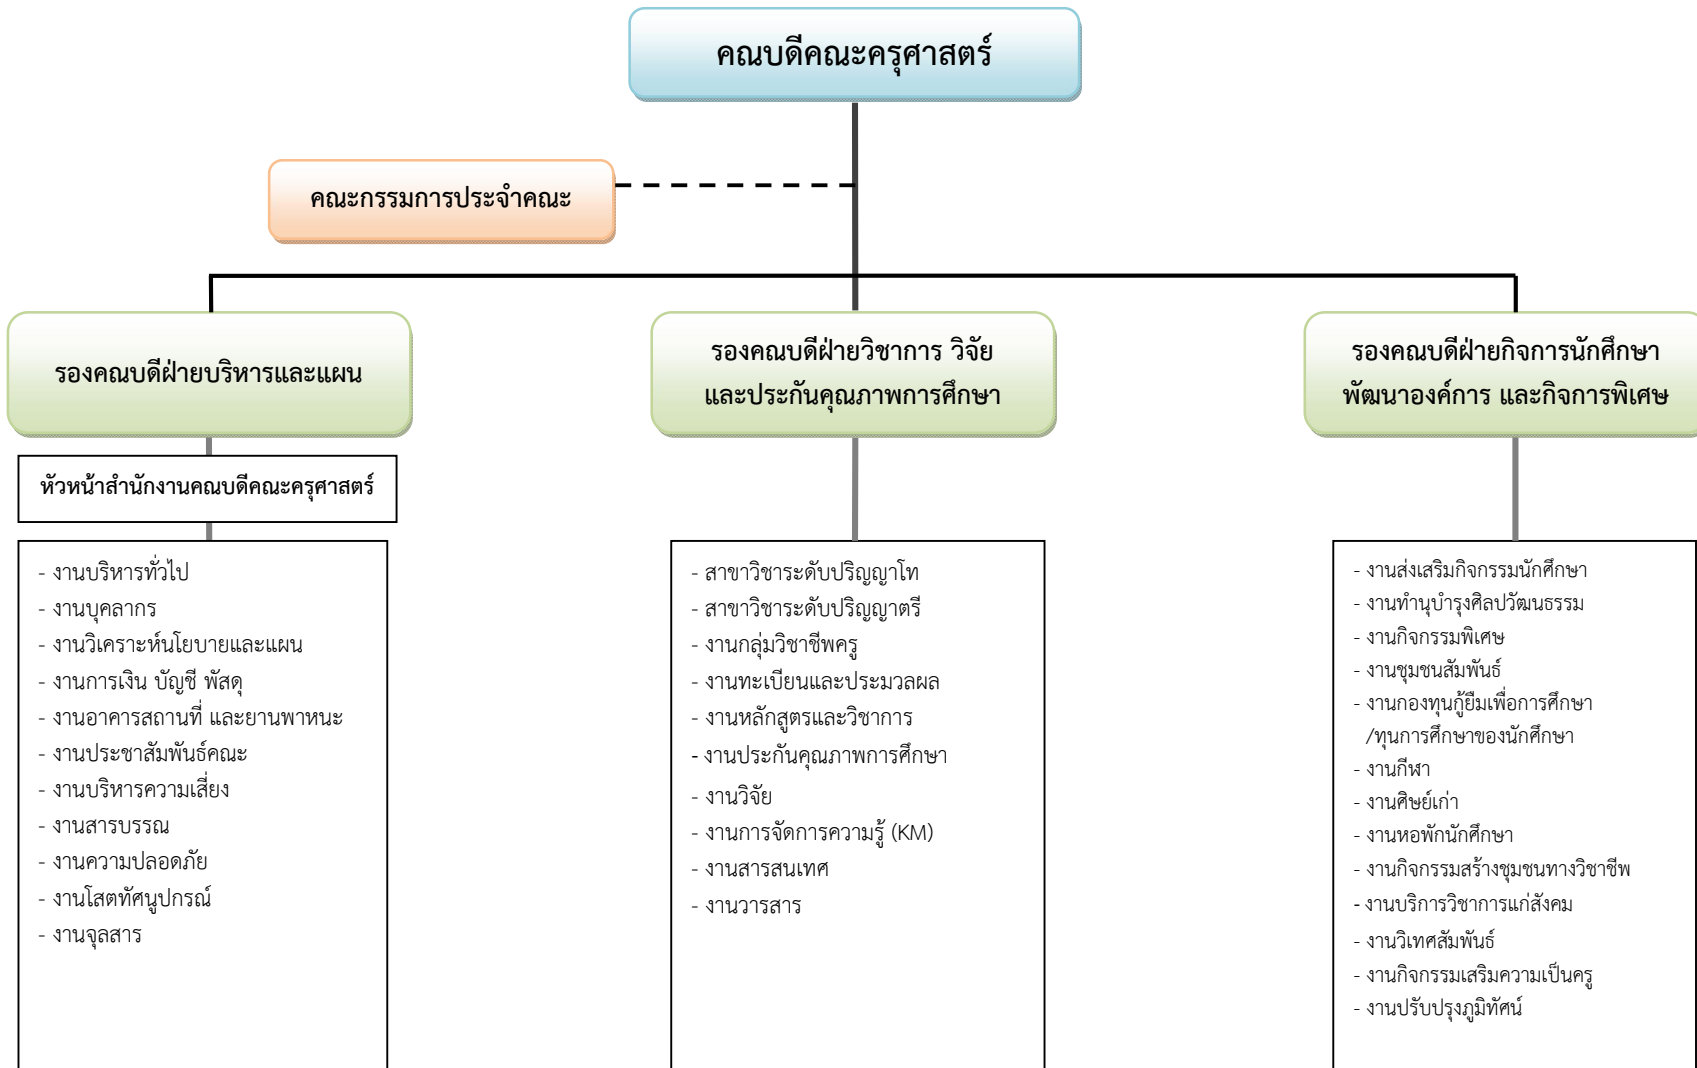 คณบดีคณะครุศาสตร์
คณะกรรมการประจำคณะ
รองคณบดีฝ่ายบริหารและแผน
รองคณบดีฝ่ายวิชาการ วิจัย
และประกันคุณภาพการศึกษา
รองคณบดีฝ่ายกิจการนักศึกษา
พัฒนาองค์การ และกิจการพิเศษ
หัวหน้าสำนักงานคณบดีคณะครุศาสตร์
- งานบริหารทั่วไป
- งานบุคลากร
- งานวิเคราะห์นโยบายและแผน
- งานการเงิน บัญชี พัสดุ
- งานอาคารสถานที่ และยานพาหนะ
- งานประชาสัมพันธ์คณะ
- งานบริหารความเสี่ยง
- งานสารบรรณ
- งานความปลอดภัย
- งานโสตทัศนูปกรณ์
- งานจุลสาร
- สาขาวิชาระดับปริญญาโท
- สาขาวิชาระดับปริญญาตรี
- งานกลุ่มวิชาชีพครู
- งานทะเบียนและประมวลผล
- งานหลักสูตรและวิชาการ
- งานประกันคุณภาพการศึกษา
- งานวิจัย
- งานการจัดการความรู้ (KM)
- งานสารสนเทศ
- งานวารสาร
- งานส่งเสริมกิจกรรมนักศึกษา
- งานทำนุบำรุงศิลปวัฒนธรรม
- งานกิจกรรมพิเศษ
- งานชุมชนสัมพันธ์
- งานกองทุนกู้ยืมเพื่อการศึกษา
/ทุนการศึกษาของนักศึกษา
- งานกีฬา
- งานศิษย์เก่า
- งานหอพักนักศึกษา
- งานกิจกรรมสร้างชุมชนทางวิชาชีพ
- งานบริการวิชาการแก่สังคม
- งานวิเทศสัมพันธ์
- งานกิจกรรมเสริมความเป็นครู
- งานปรับปรุงภูมิทัศน์